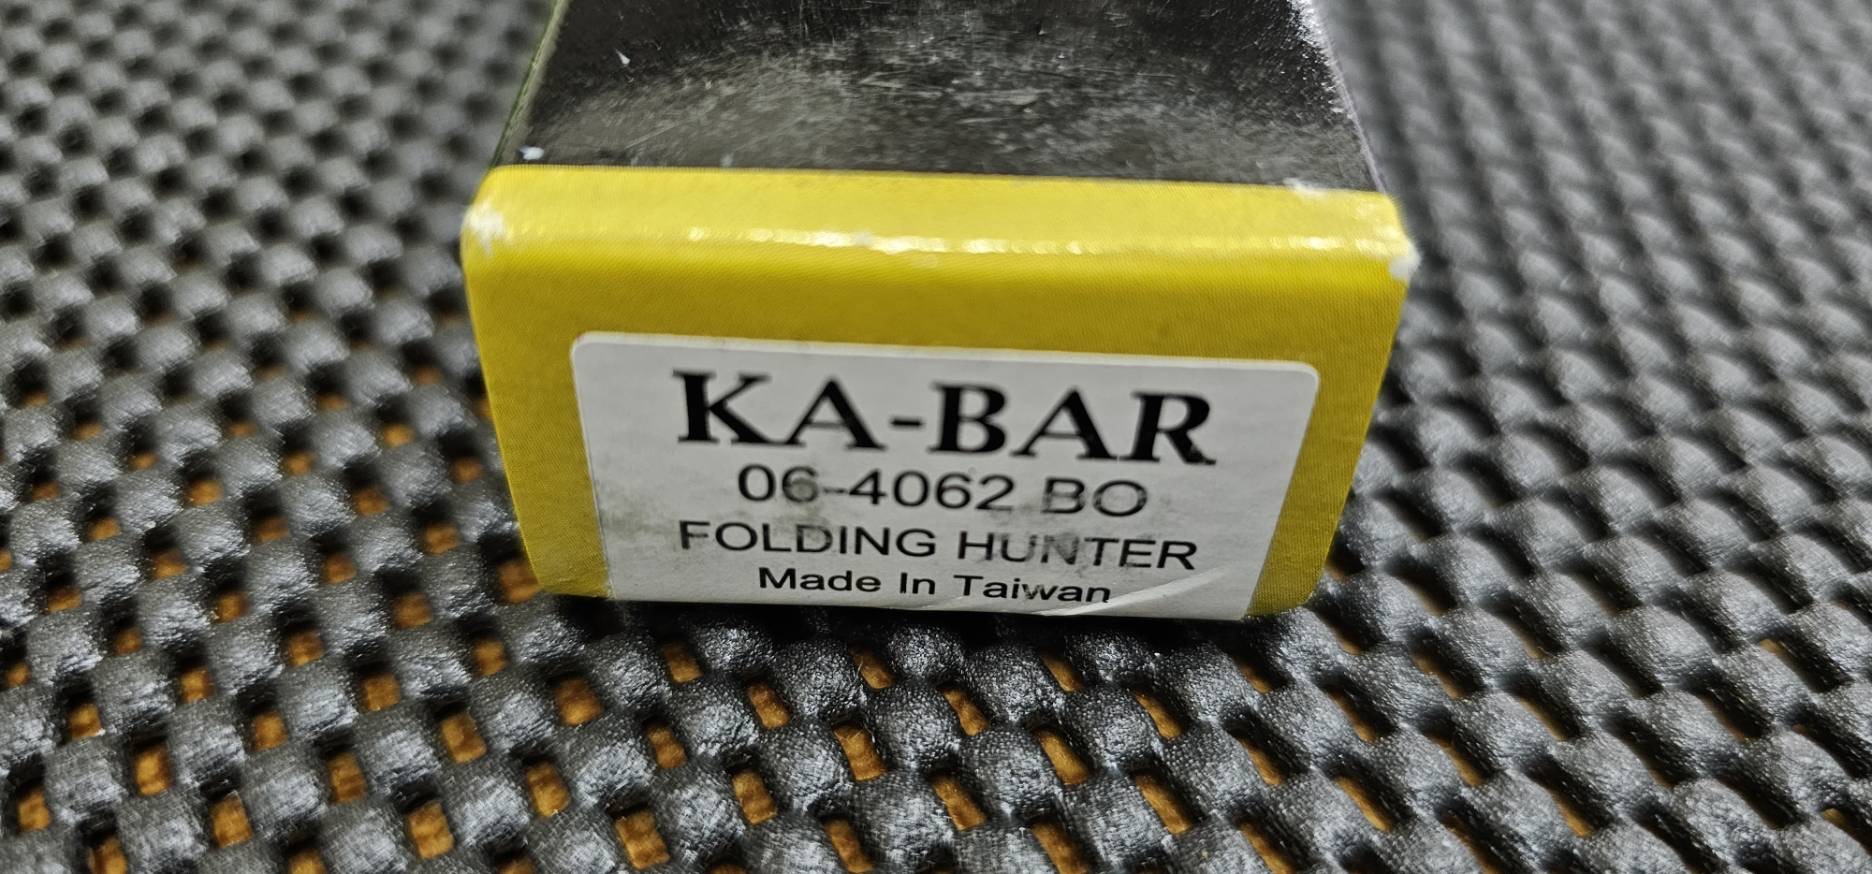 KA-BAR
06-4062 BO
FOLDING HUNTER
Made In Taiwan